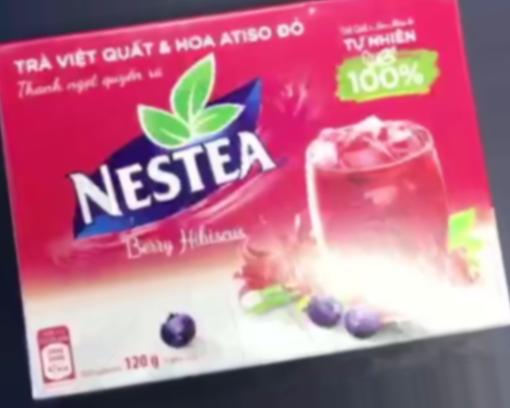 TRÀ VIỆT QUẤT & HOA ATISO ĐỎ
Thanh ngọt quyến rũ
TỰ NHIÊN
100%
NESTEA
Berry Hibiscus
120 g